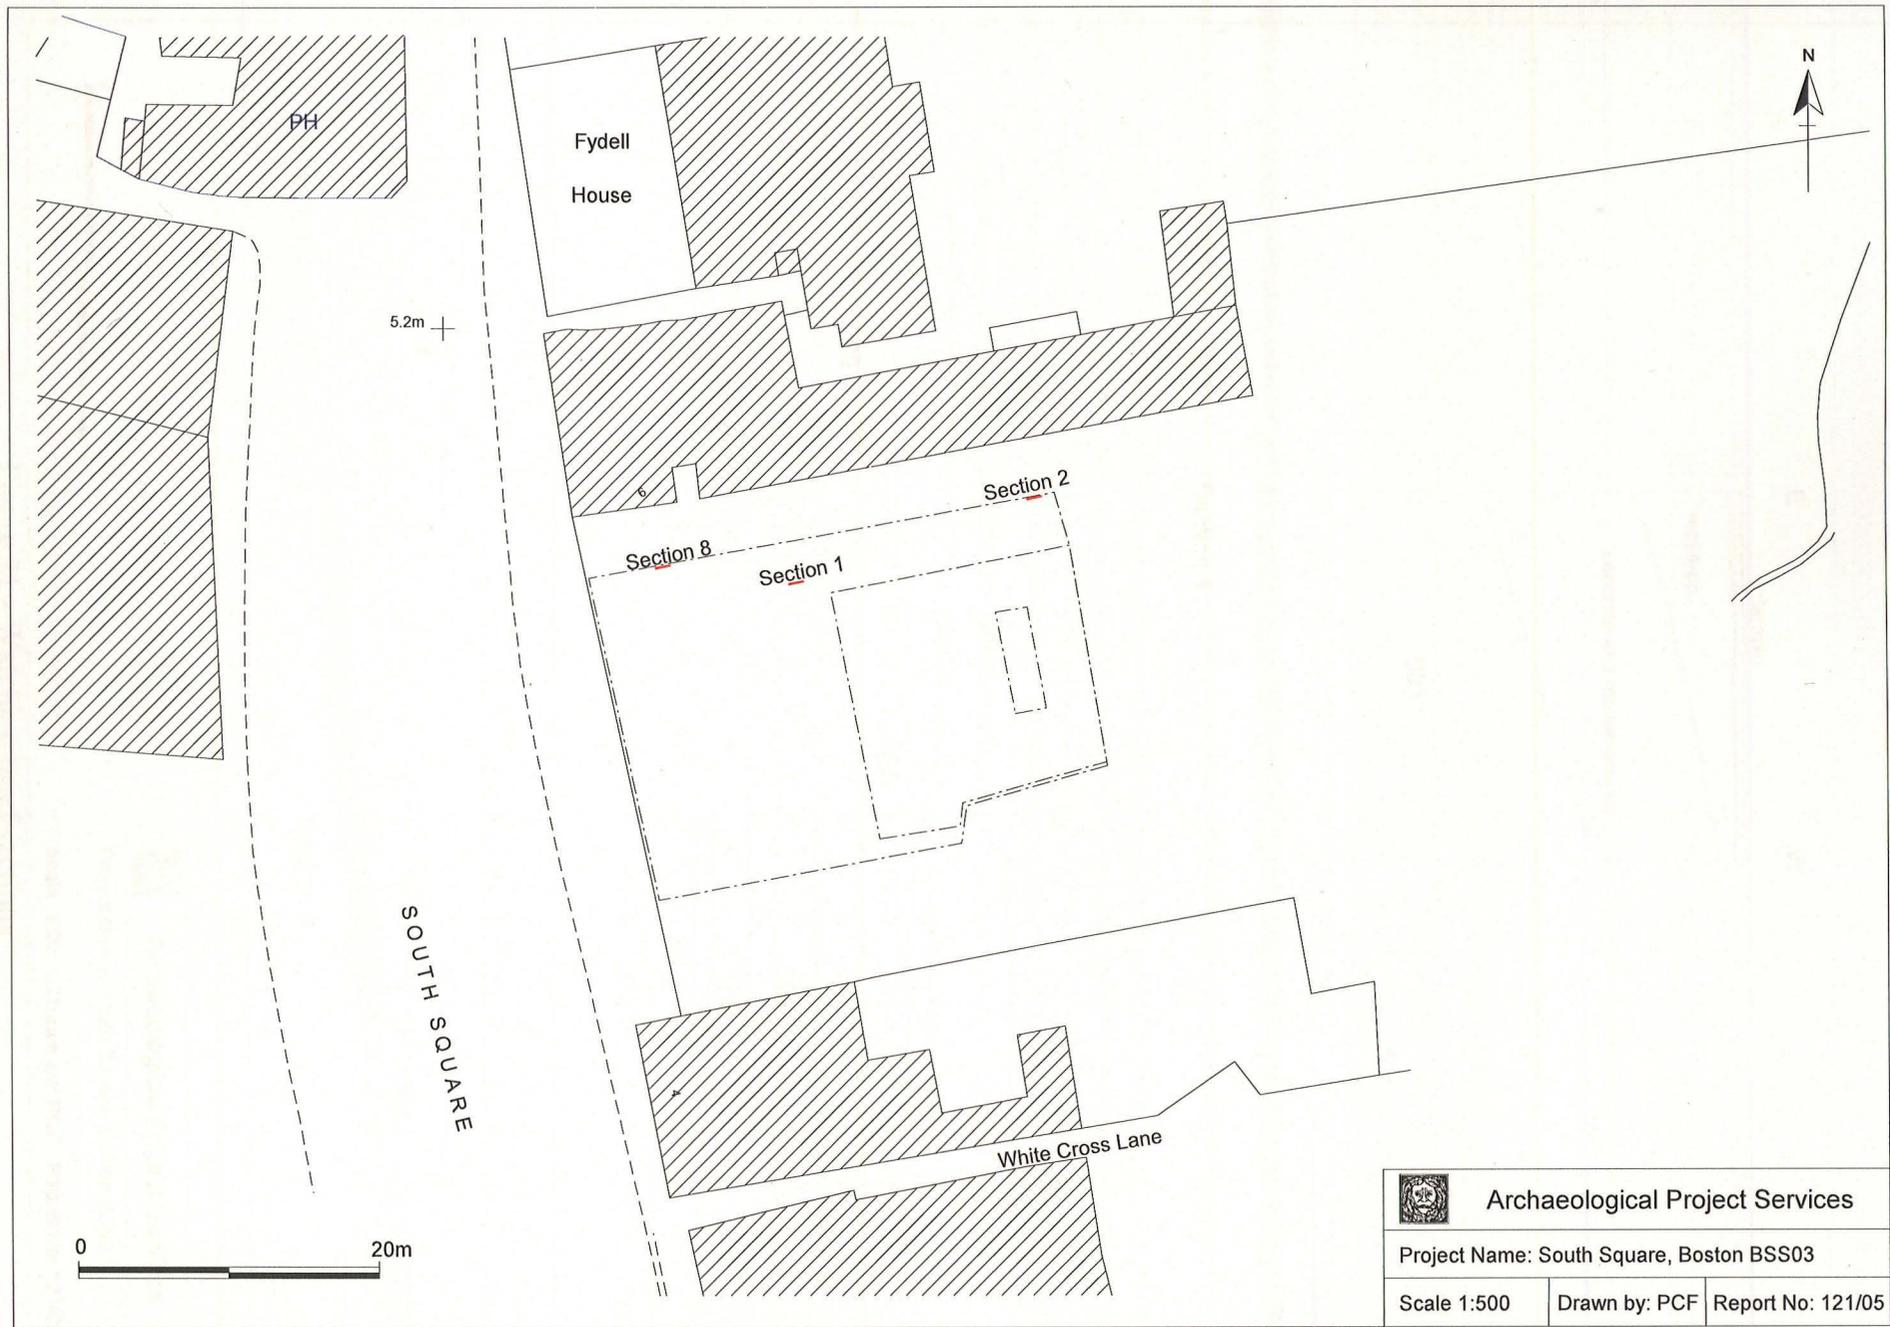 N
PH
Fydell
House
5.2m
6
Section 2
Section 8
Section 1
SOUTH SQUARE
4
White Cross Lane
0 20m
Archaeological Project Services
Project Name: South Square, Boston BSS03
Scale 1:500
Drawn by: PCF
Report No: 121/05